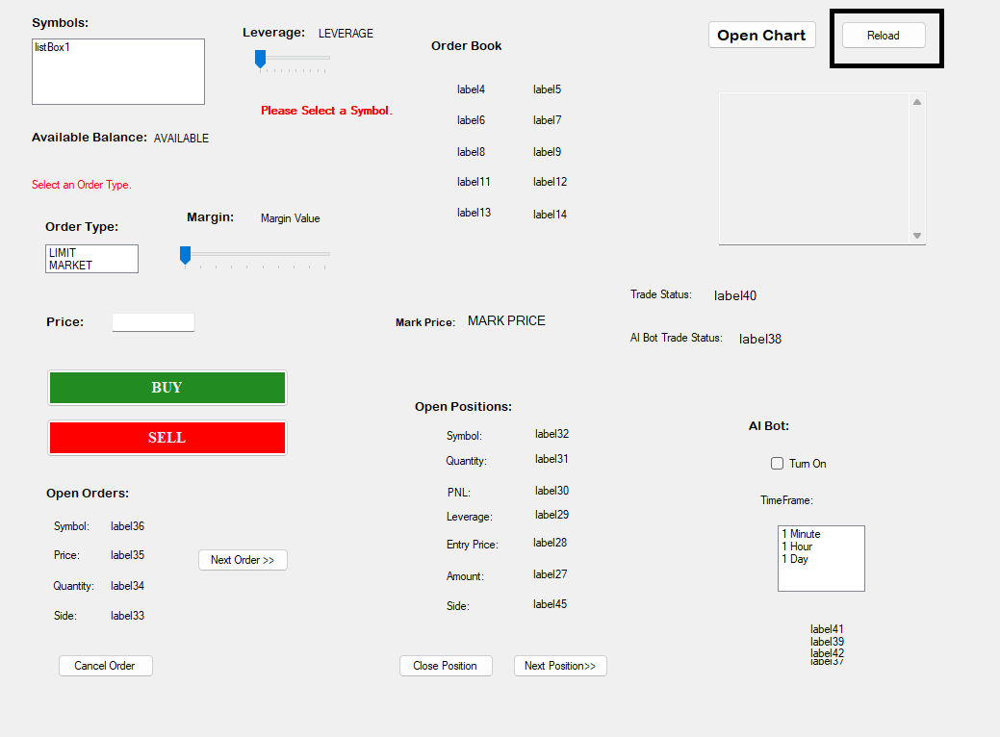 Symbols:
listBox1
Leverage: LEVERAGE
Please Select a Symbol.
Available Balance: AVAILABLE
Select an Order Type.
Order Type:
LIMIT
MARKET
Margin: Margin Value
Price:
BUY
SELL
Open Orders:
Symbol: label36
Price: label35
Quantity: label34
Side: label33
Next Order >>
Cancel Order
Order Book
label4 label5
label6 label7
label8 label9
label11 label12
label13 label14
Mark Price: MARK PRICE
Open Positions:
Symbol: label32
Quantity: label31
PNL: label30
Leverage: label29
Entry Price: label28
Amount: label27
Side: label45
Close Position
Next Position>>
Open Chart
Reload
Trade Status: label40
AI Bot Trade Status: label38
AI Bot:
Turn On
TimeFrame:
1 Minute
1 Hour
1 Day
label41
label39
label42
label37